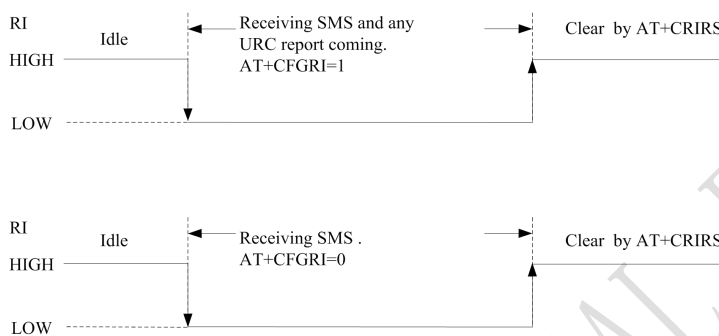 RI
Idle
HIGH
LOW
Receiving SMS and any
URC report coming.
AT+CFGRI=1
Clear by AT+CRIRS
RI
Idle
HIGH
LOW
Receiving SMS .
AT+CFGRI=0
Clear by AT+CRIRS